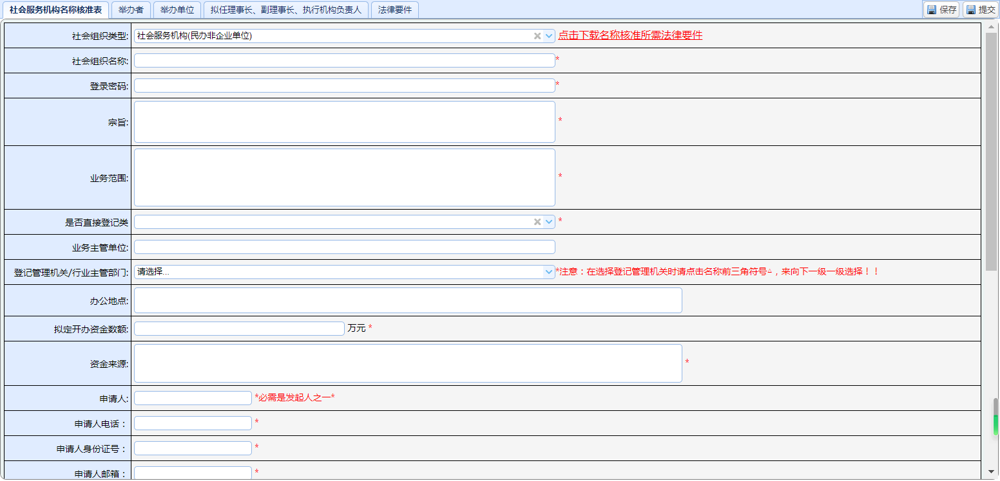 社会服务机构名称核准表 举办者 举办单位 拟任理事长、副理事长、执行机构负责人 法律要件 保存 提交
社会组织类型: 社会服务机构(民办非企业单位) 点击下载名称核准所需法律要件
社会组织名称: *
登录密码: *
宗旨: *
业务范围: *
是否直接登记类 *
业务主管单位:
登记管理机关/行业主管部门: 请选择... *注意：在选择登记管理机关时请点击名称前三角符号▵，来向下一级一级选择！！
办公地点:
拟定开办资金数额: 万元 *
资金来源: *
申请人: *必需是发起人之一*
申请人电话： *
申请人身份证号： *
申请人邮箱： *